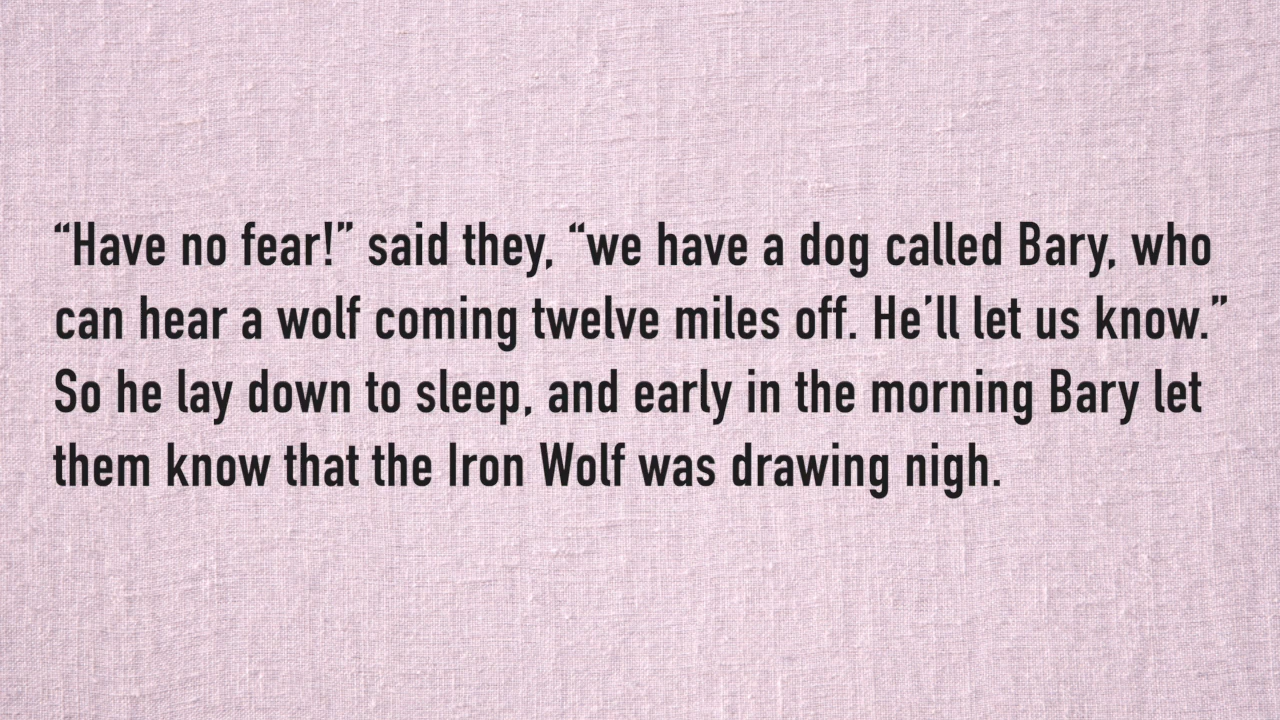 “Have no fear!” said they, “we have a dog called Bary, who
can hear a wolf coming twelve miles off. He’ll let us know.”
So he lay down to sleep, and early in the morning Bary let
them know that the Iron Wolf was drawing nigh.